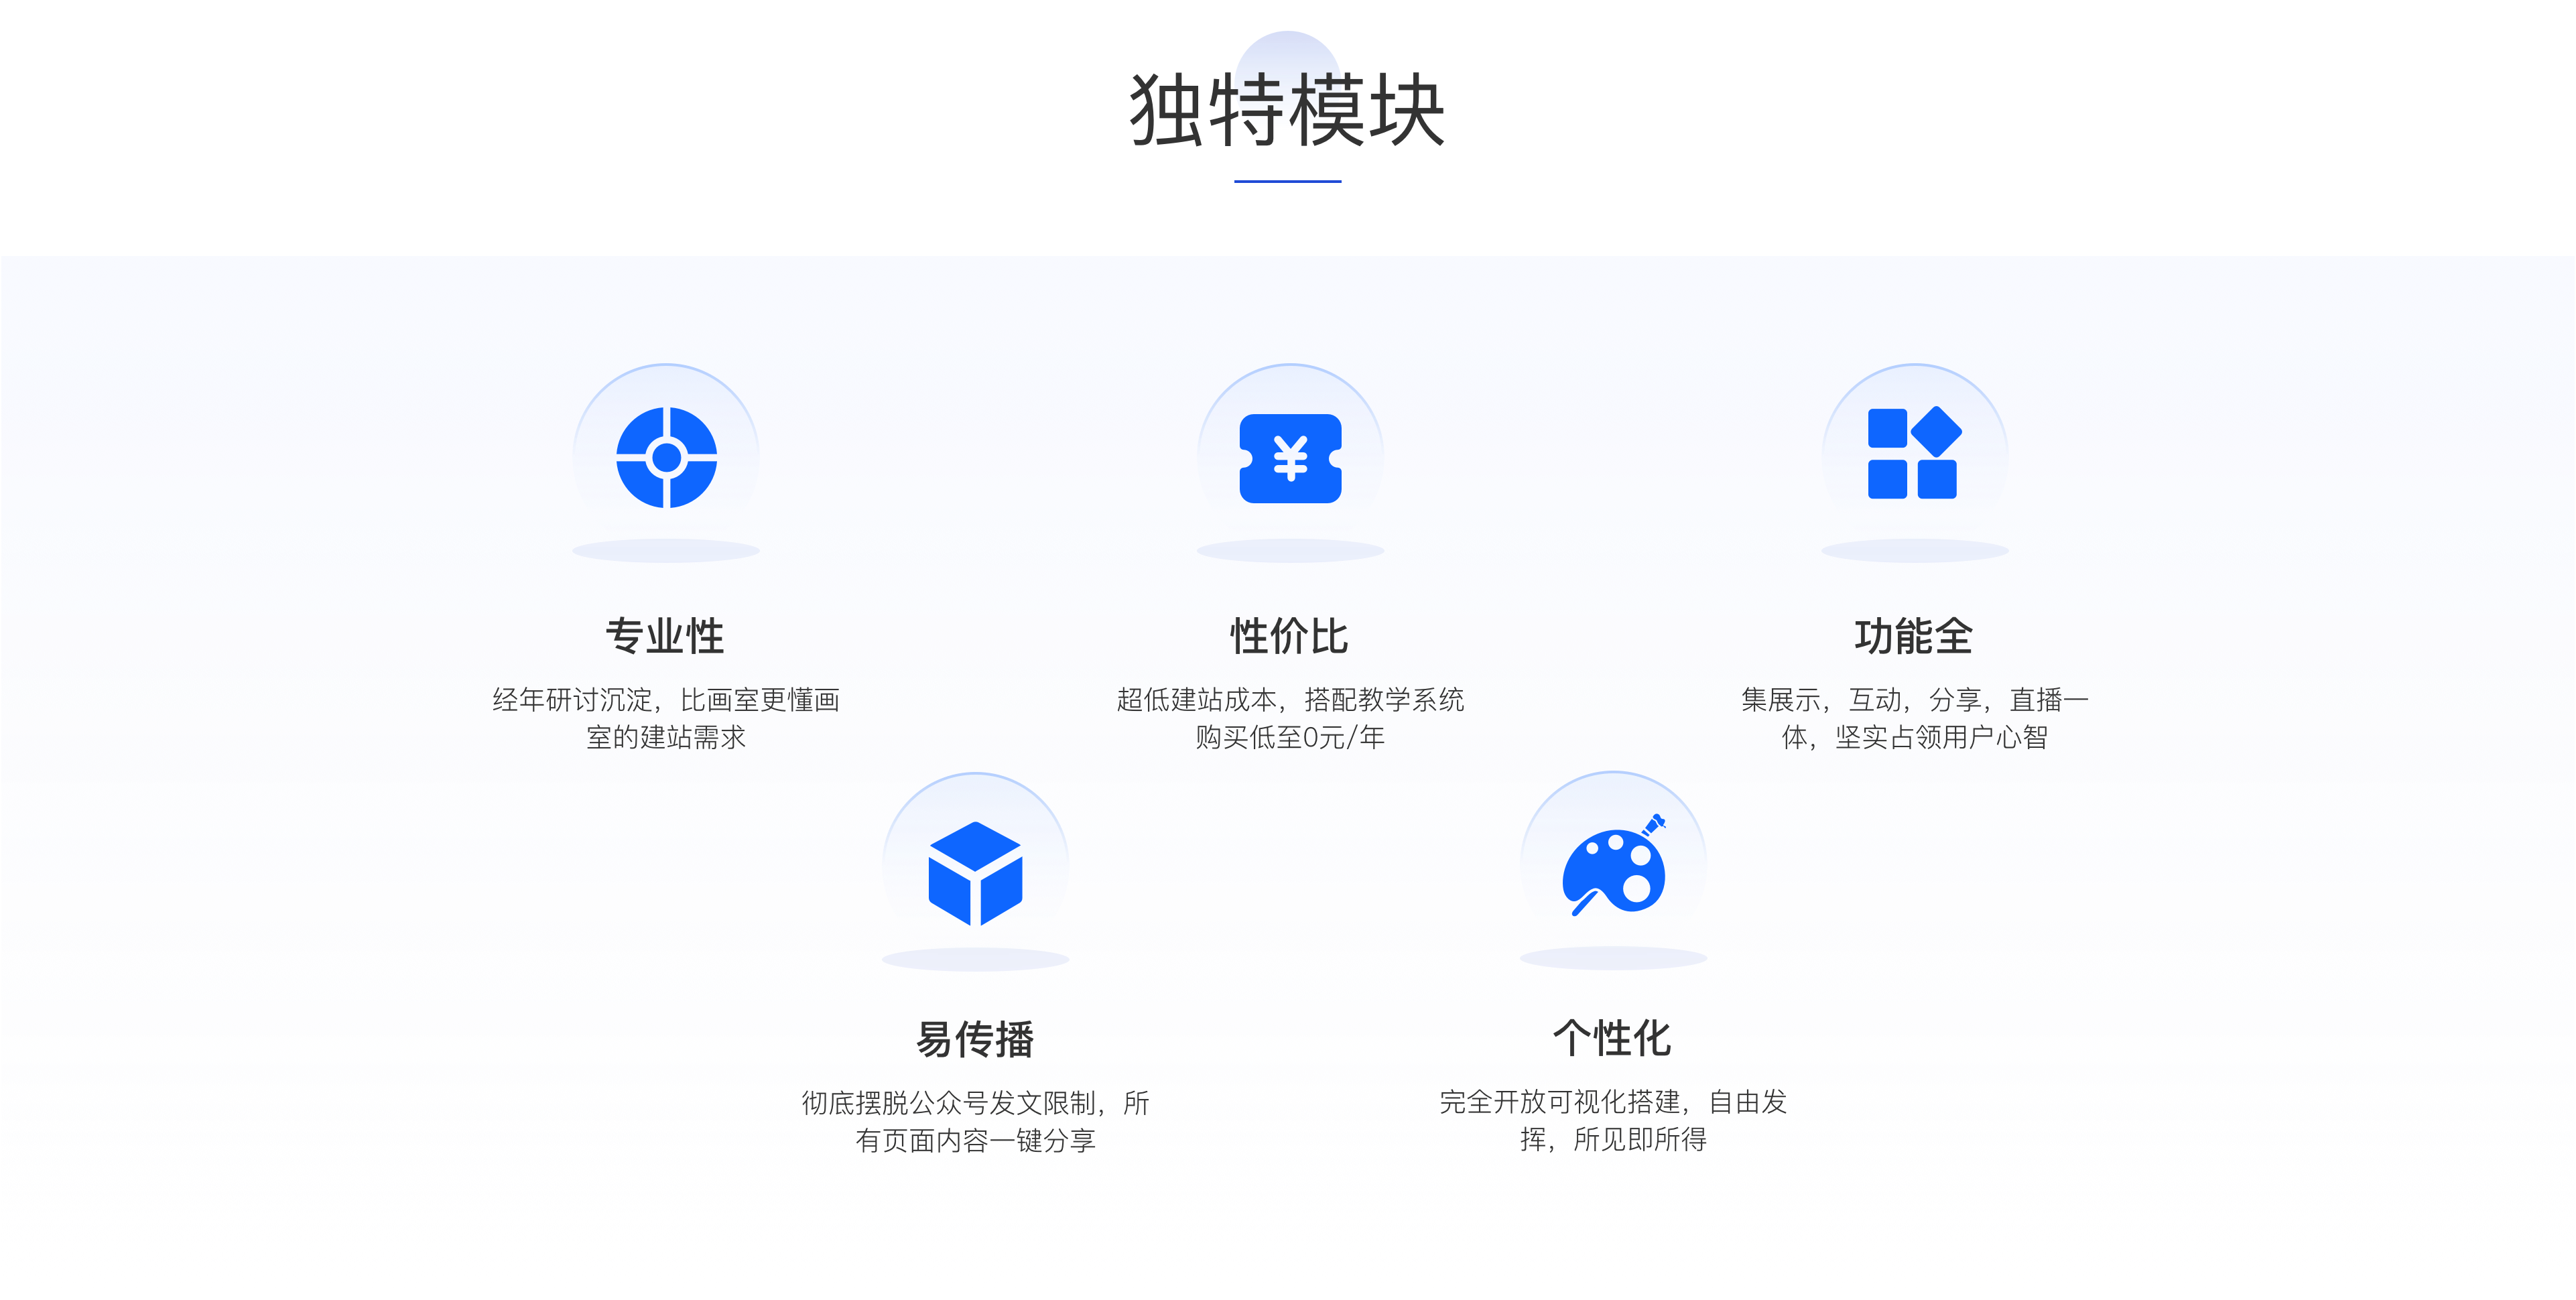 独特模块
专业性
经年研讨沉淀，比画室更懂画
室的建站需求
性价比
超低建站成本，搭配教学系统
购买低至0元/年
功能全
集展示，互动，分享，直播一
体，坚实占领用户心智
易传播
彻底摆脱公众号发文限制，所
有页面内容一键分享
个性化
完全开放可视化搭建，自由发
挥，所见即所得